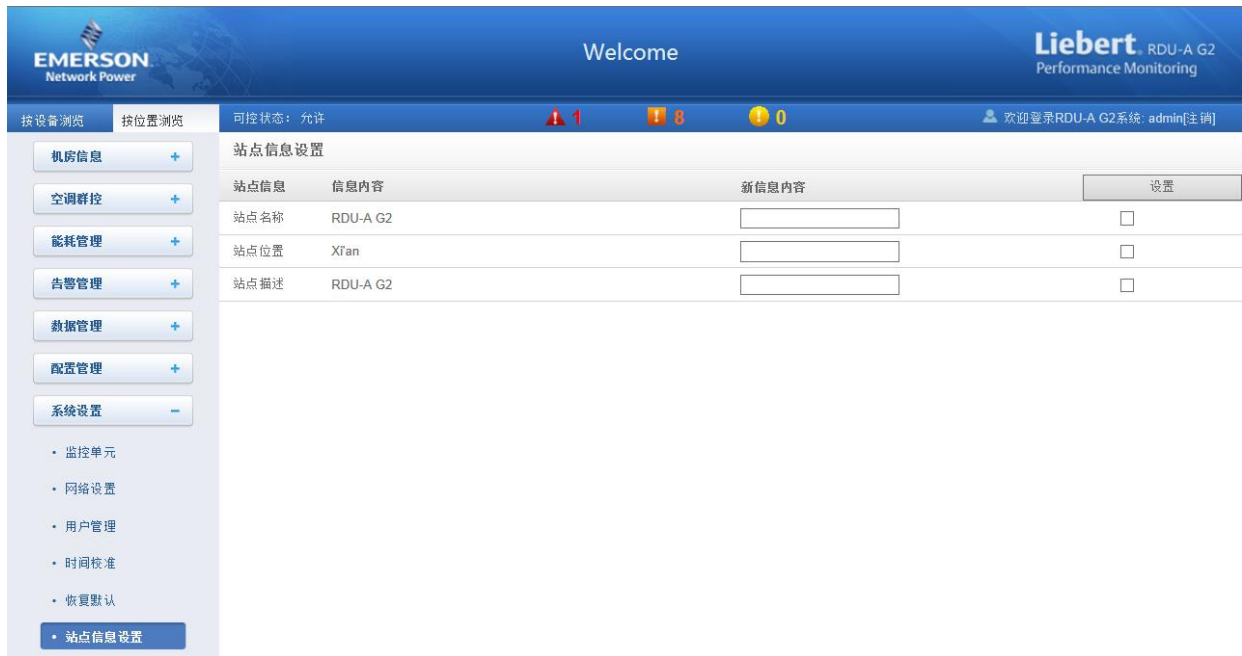 EMERSON
Network Power
Welcome
Liebert® RDU-A G2
Performance Monitoring
按设备浏览 按位置浏览 可控状态：允许 1 8 0 欢迎登录RDU-A G2系统: admin[注销]
机房信息 +
空调群控 +
能耗管理 +
告警管理 +
数据管理 +
配置管理 +
系统设置 −
• 监控单元
• 网络设置
• 用户管理
• 时间校准
• 恢复默认
• 站点信息设置
站点信息设置
站点信息 信息内容 新信息内容 设置
站点名称 RDU-A G2
站点位置 Xi'an
站点描述 RDU-A G2